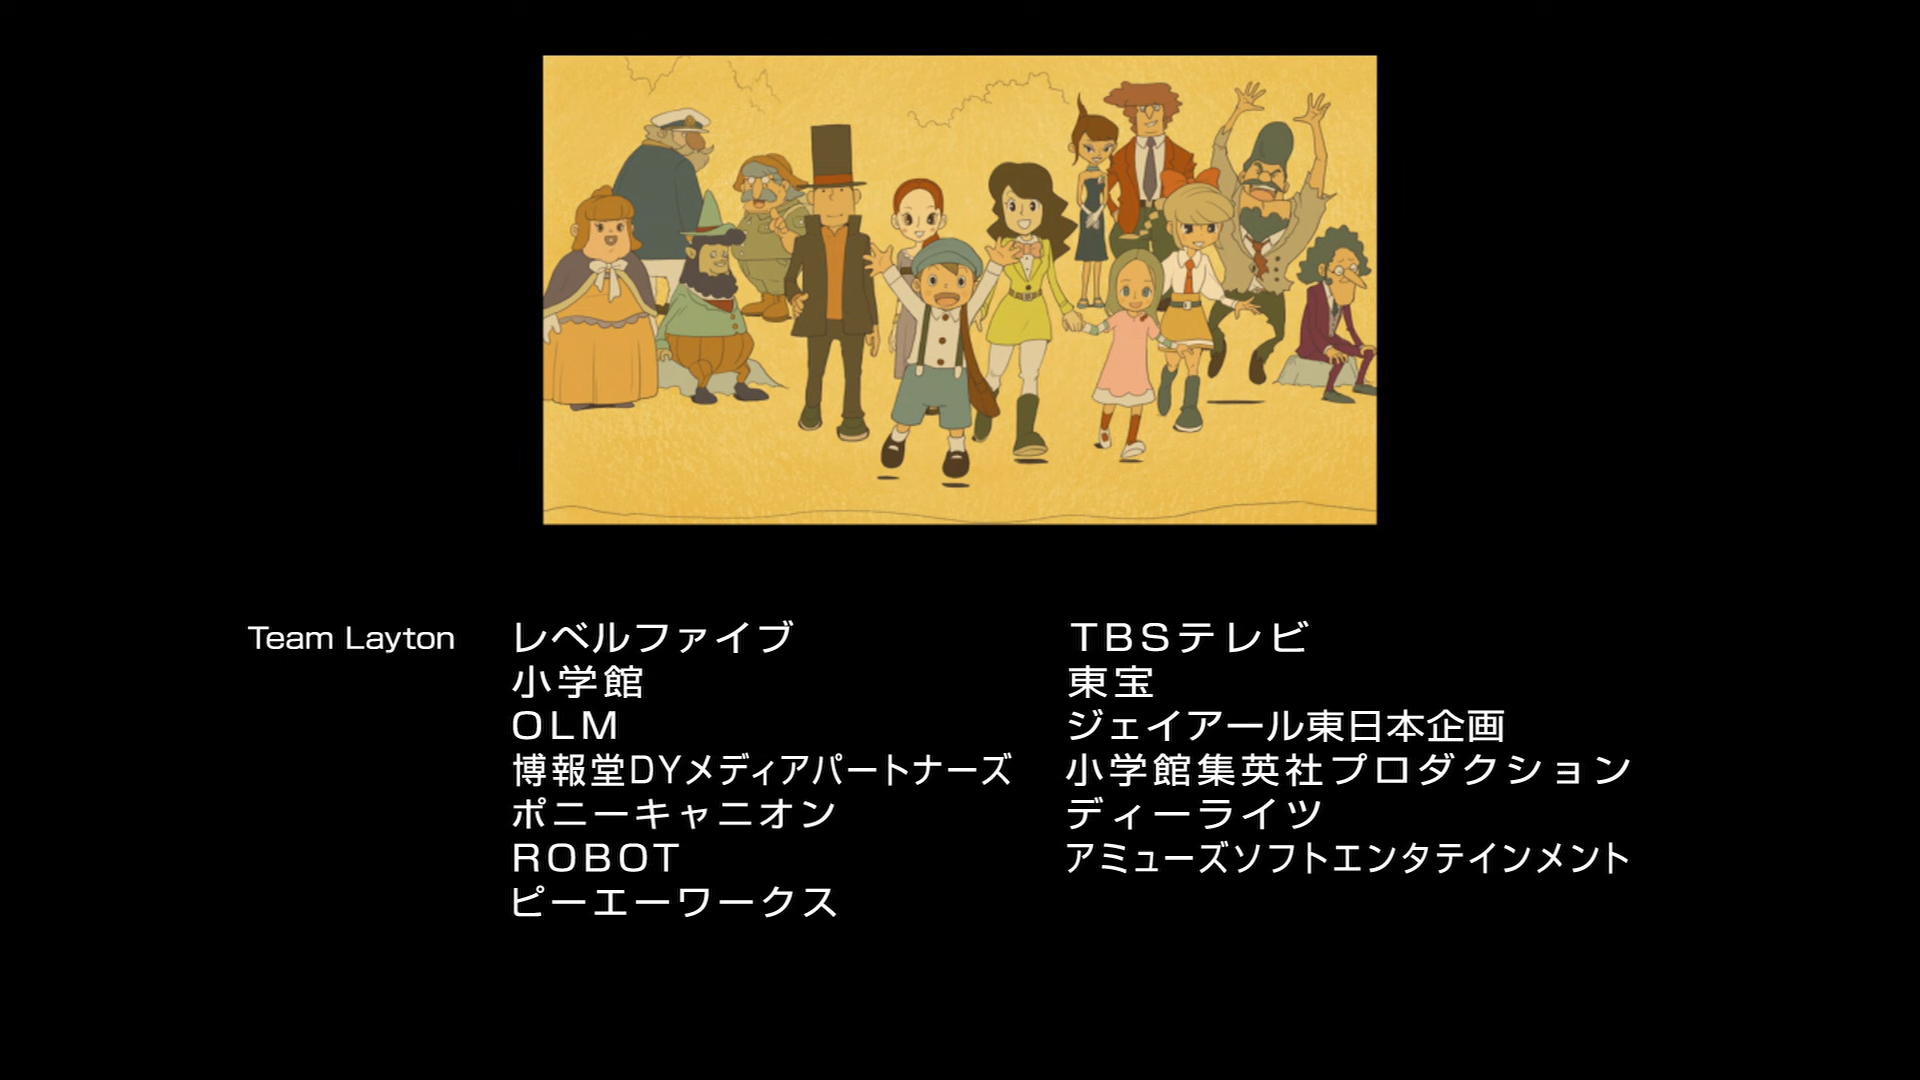 Team Layton
レベルファイブ
小学館
OLM
博報堂DYメディアパートナーズ
ポニーキャニオン
ROBOT
ピーエーワークス
TBSテレビ
東宝
ジェイアール東日本企画
小学館集英社プロダクション
ディーライツ
アミューズソフトエンタテインメント